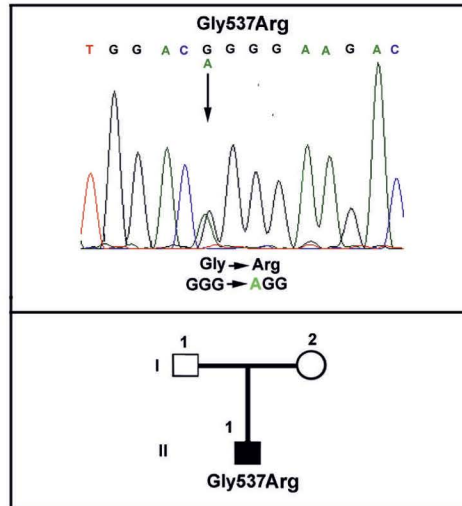 Gly537Arg
T G G A C G G G G A A G A C
A
Gly→Arg
GGG→AGG
1 2
I
1
II
Gly537Arg